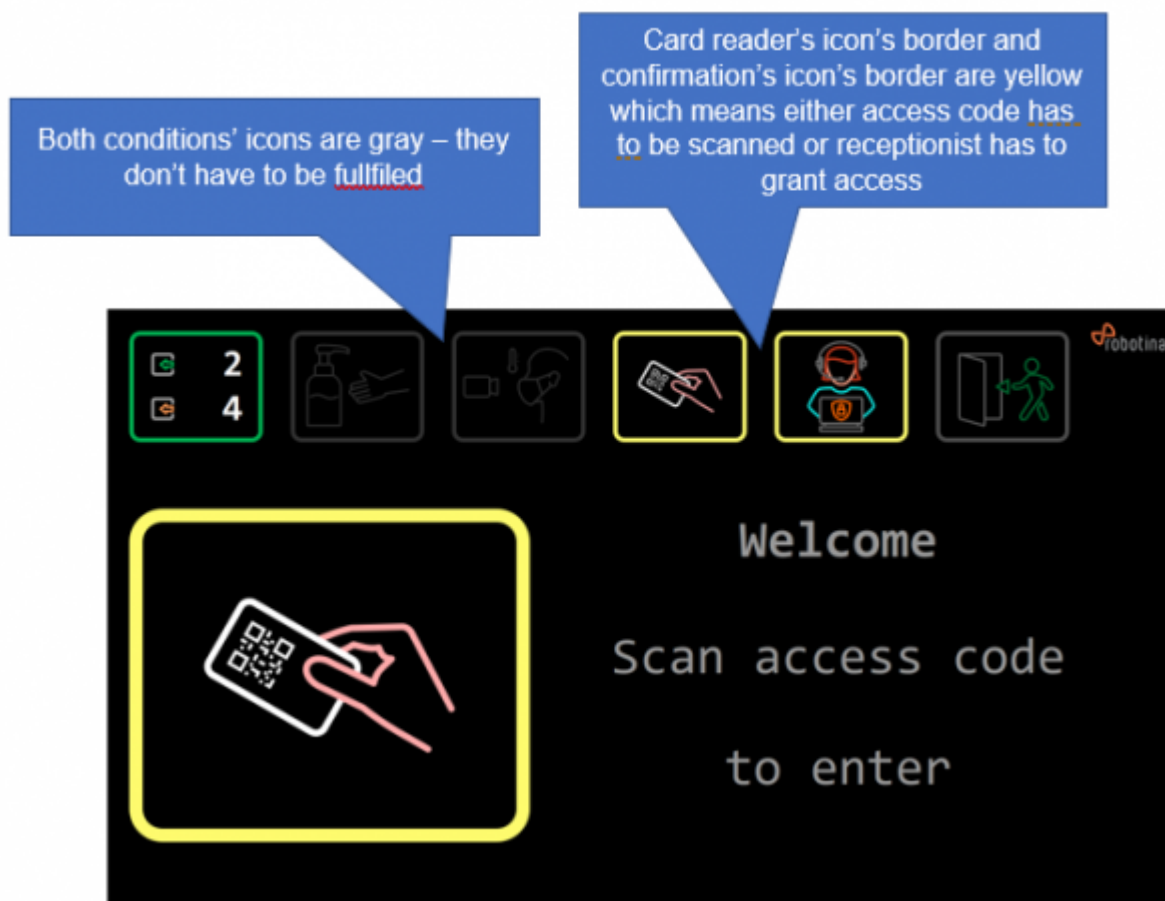 Both conditions’ icons are gray – they
don’t have to be fullfiled
Card reader’s icon’s border and
confirmation’s icon’s border are yellow
which means either access code has
to be scanned or receptionist has to
grant access
2
4
robotina
Welcome
Scan access code
to enter